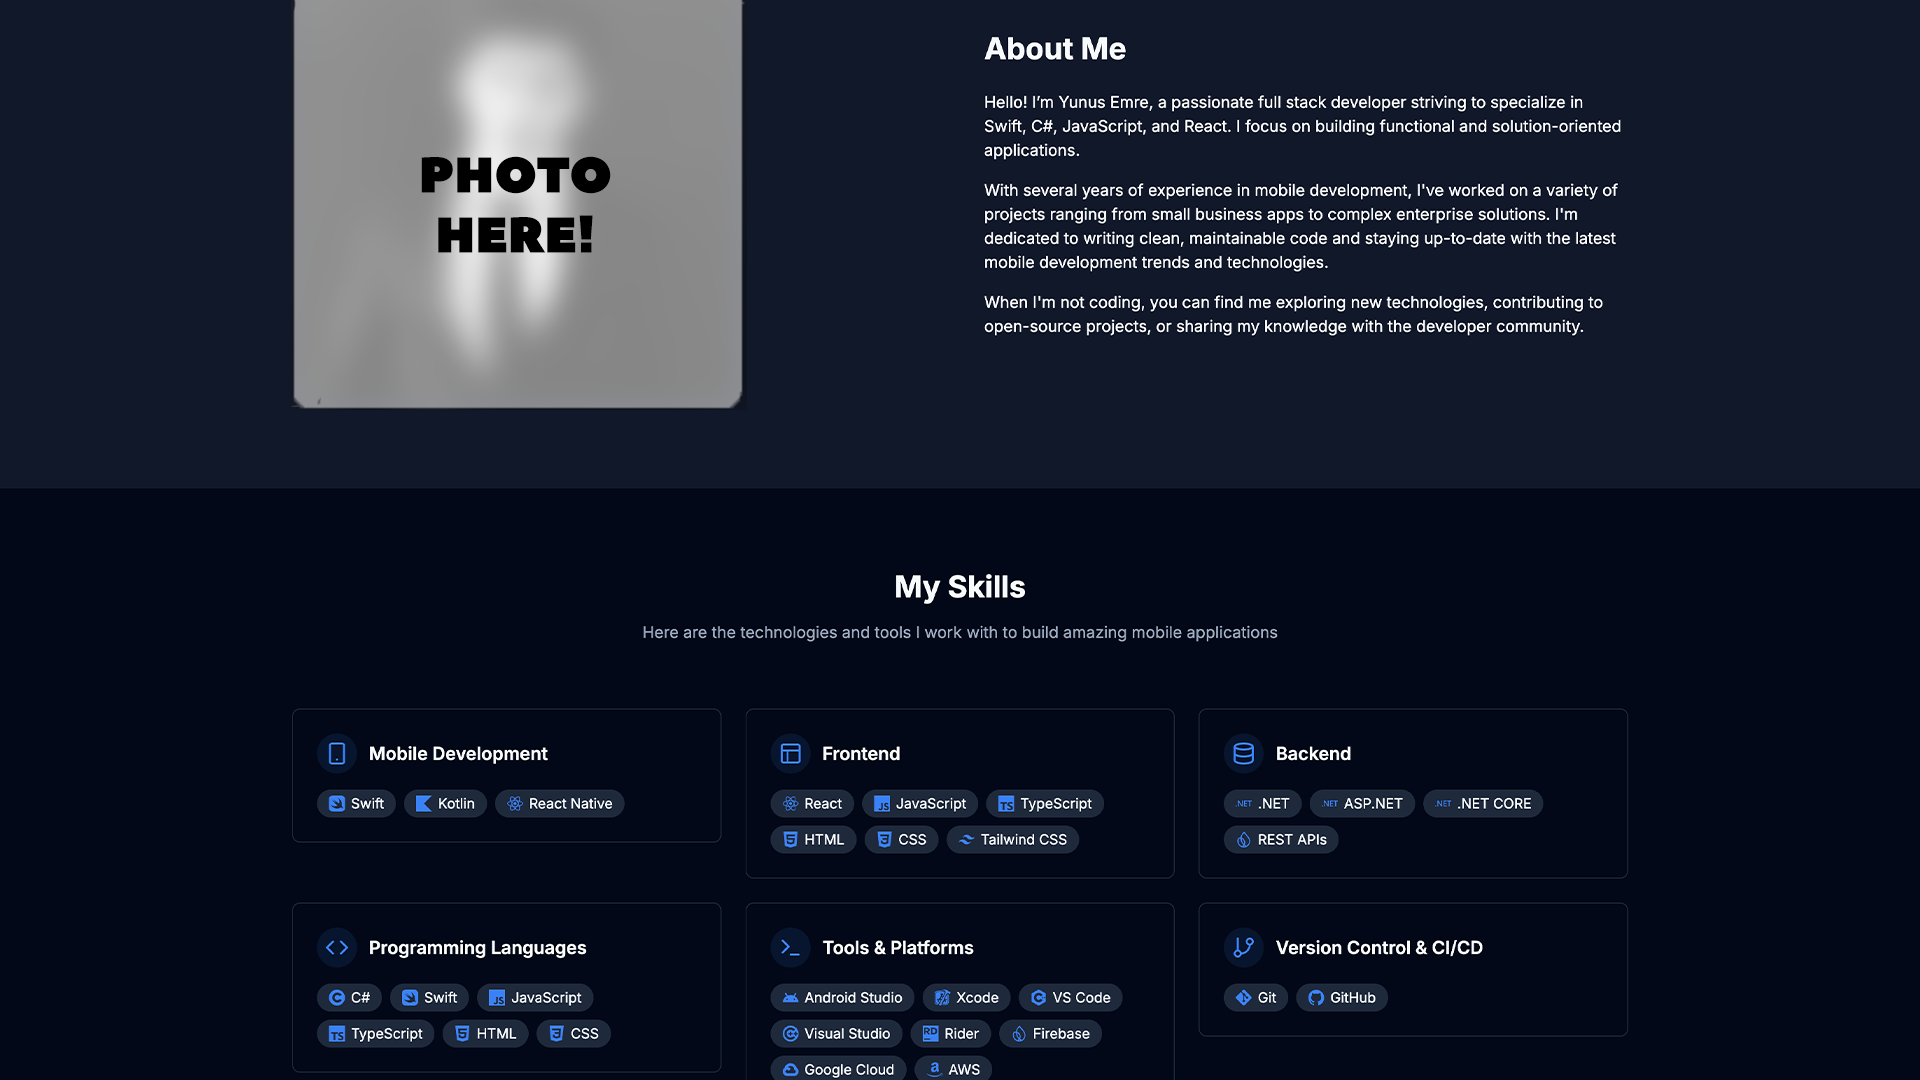 PHOTO
HERE!
About Me
Hello! I’m Yunus Emre, a passionate full stack developer striving to specialize in
Swift, C#, JavaScript, and React. I focus on building functional and solution-oriented
applications.
With several years of experience in mobile development, I've worked on a variety of
projects ranging from small business apps to complex enterprise solutions. I'm
dedicated to writing clean, maintainable code and staying up-to-date with the latest
mobile development trends and technologies.
When I'm not coding, you can find me exploring new technologies, contributing to
open-source projects, or sharing my knowledge with the developer community.
My Skills
Here are the technologies and tools I work with to build amazing mobile applications
Mobile Development
Swift Kotlin React Native
Frontend
React JS JavaScript TS TypeScript
HTML CSS Tailwind CSS
Backend
.NET .NET .NET ASP.NET .NET .NET CORE
REST APIs
Programming Languages
C# Swift JS JavaScript
TS TypeScript HTML CSS
Tools & Platforms
Android Studio Xcode VS Code
Visual Studio RD Rider Firebase
Google Cloud a AWS
Version Control & CI/CD
Git GitHub